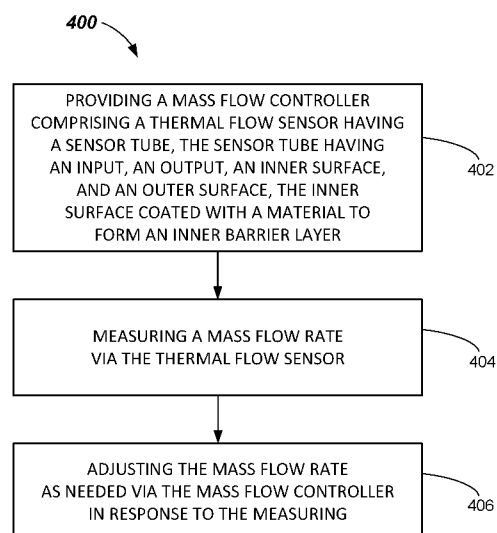 400
PROVIDING A MASS FLOW CONTROLLER
COMPRISING A THERMAL FLOW SENSOR HAVING
A SENSOR TUBE, THE SENSOR TUBE HAVING
AN INPUT, AN OUTPUT, AN INNER SURFACE,
AND AN OUTER SURFACE, THE INNER
SURFACE COATED WITH A MATERIAL TO
FORM AN INNER BARRIER LAYER
402
MEASURING A MASS FLOW RATE
VIA THE THERMAL FLOW SENSOR
404
ADJUSTING THE MASS FLOW RATE
AS NEEDED VIA THE MASS FLOW CONTROLLER
IN RESPONSE TO THE MEASURING
406